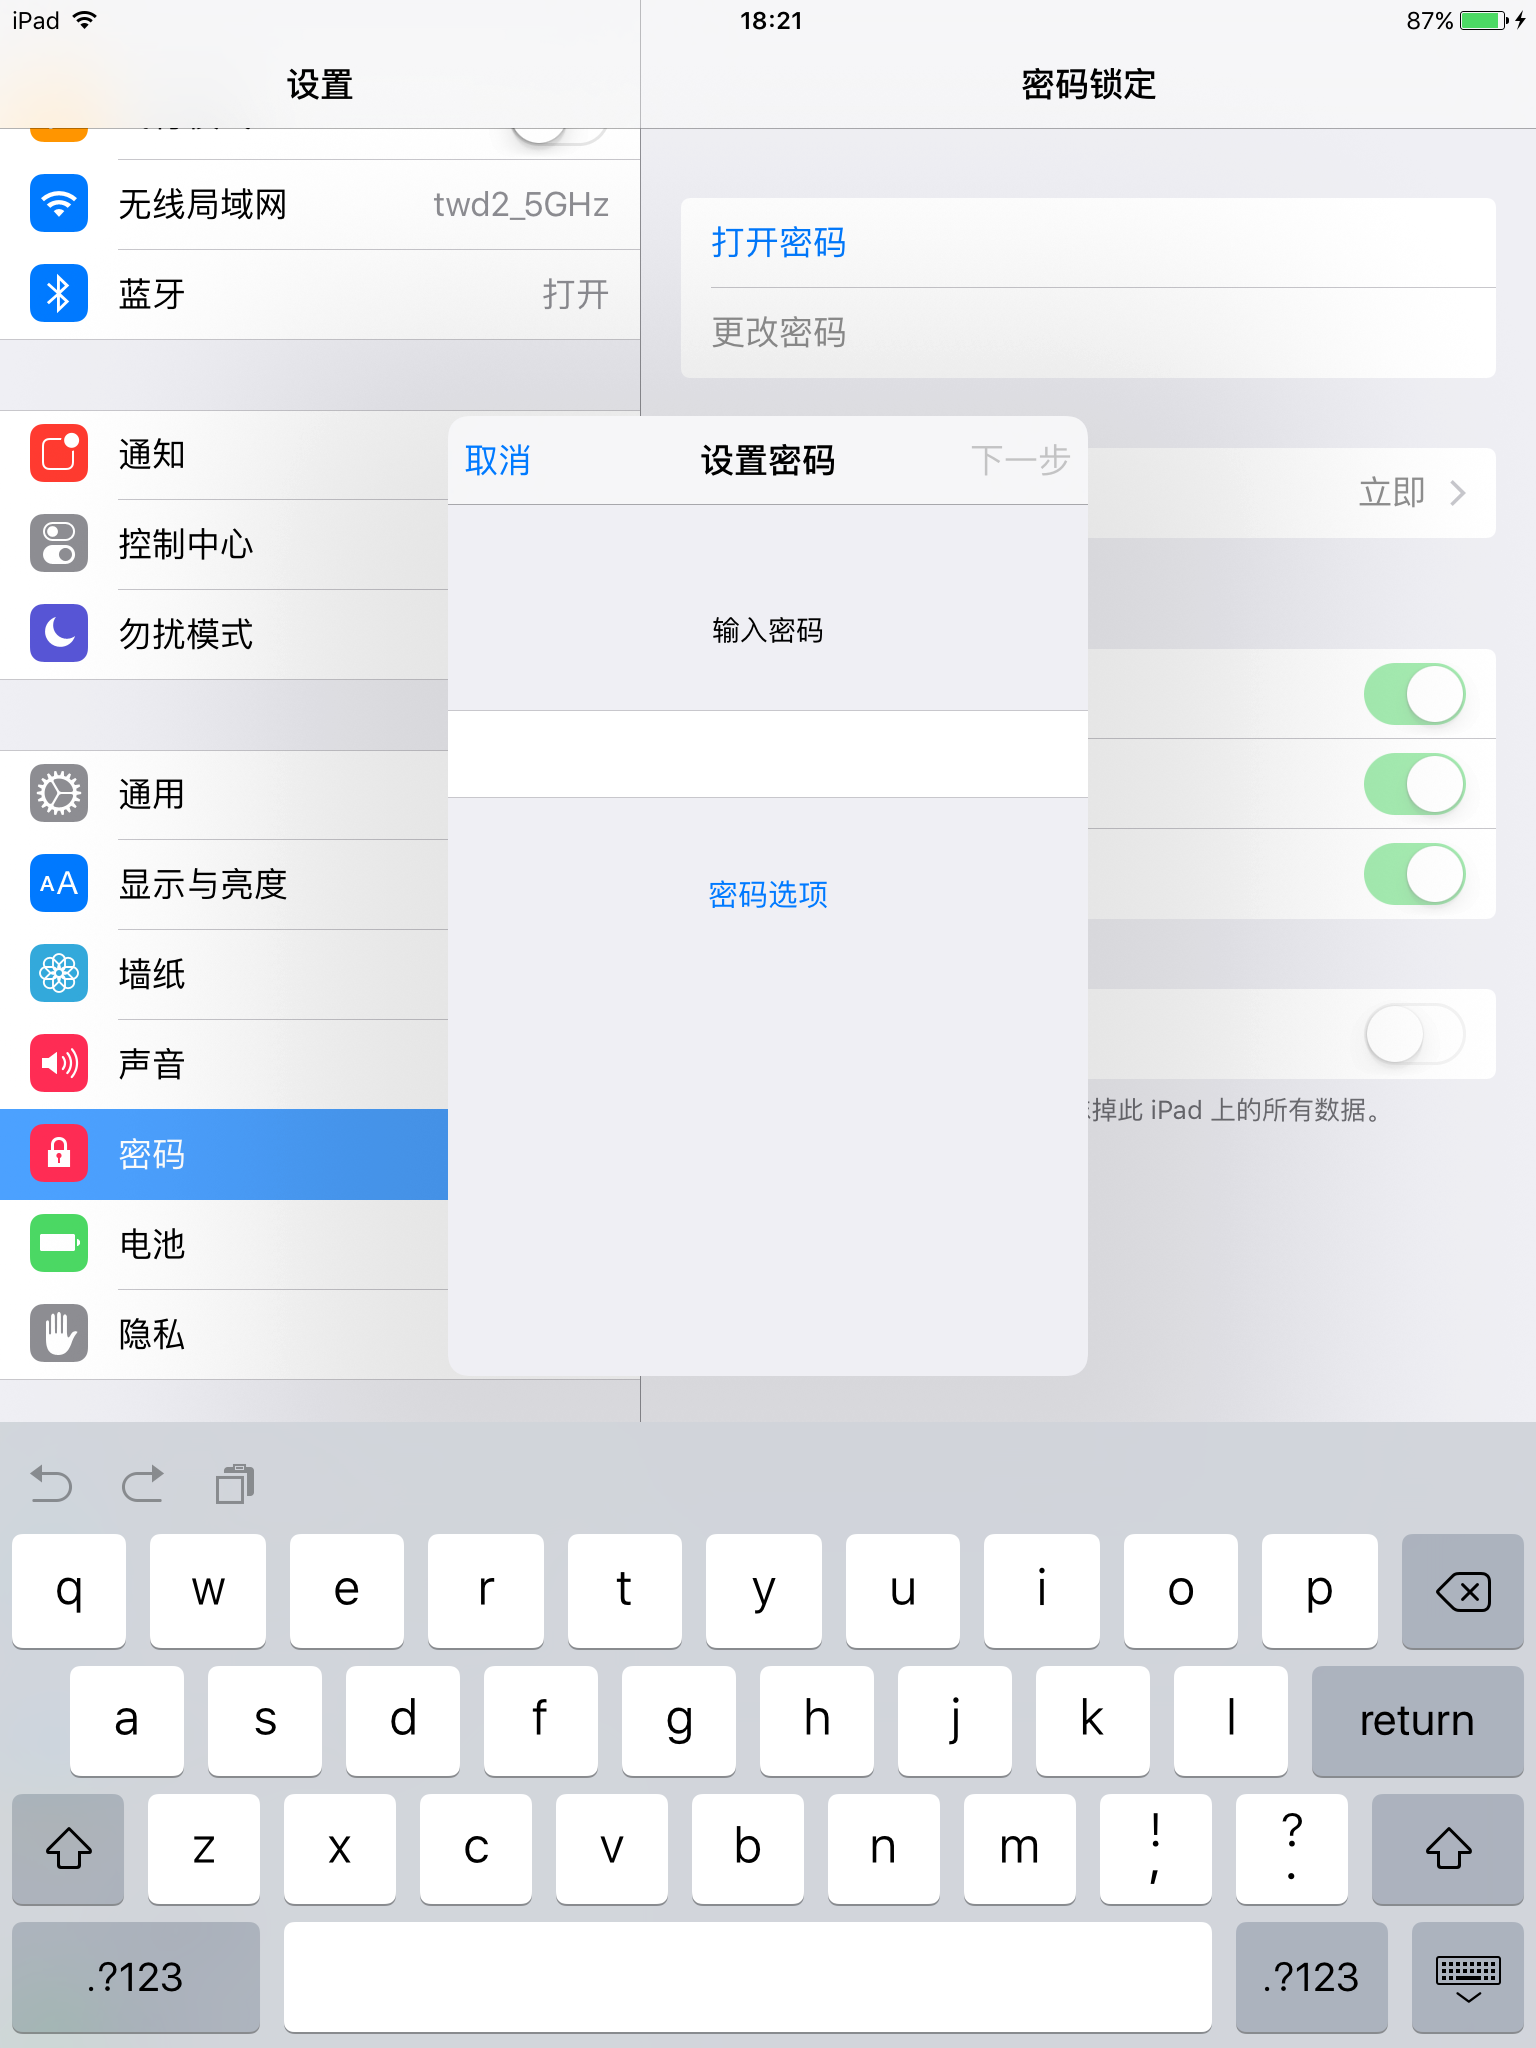 iPad
18:21
87%
设置
密码锁定
无线局域网
twd2_5GHz
蓝牙
打开
通知
控制中心
勿扰模式
通用
AA
显示与亮度
墙纸
声音
密码
电池
隐私
打开密码
更改密码
立即
掉此 iPad 上的所有数据。
取消
设置密码
下一步
输入密码
密码选项
q w e r t y u i o p
a s d f g h j k l return
z x c v b n m ! , ? .
.?123 .?123